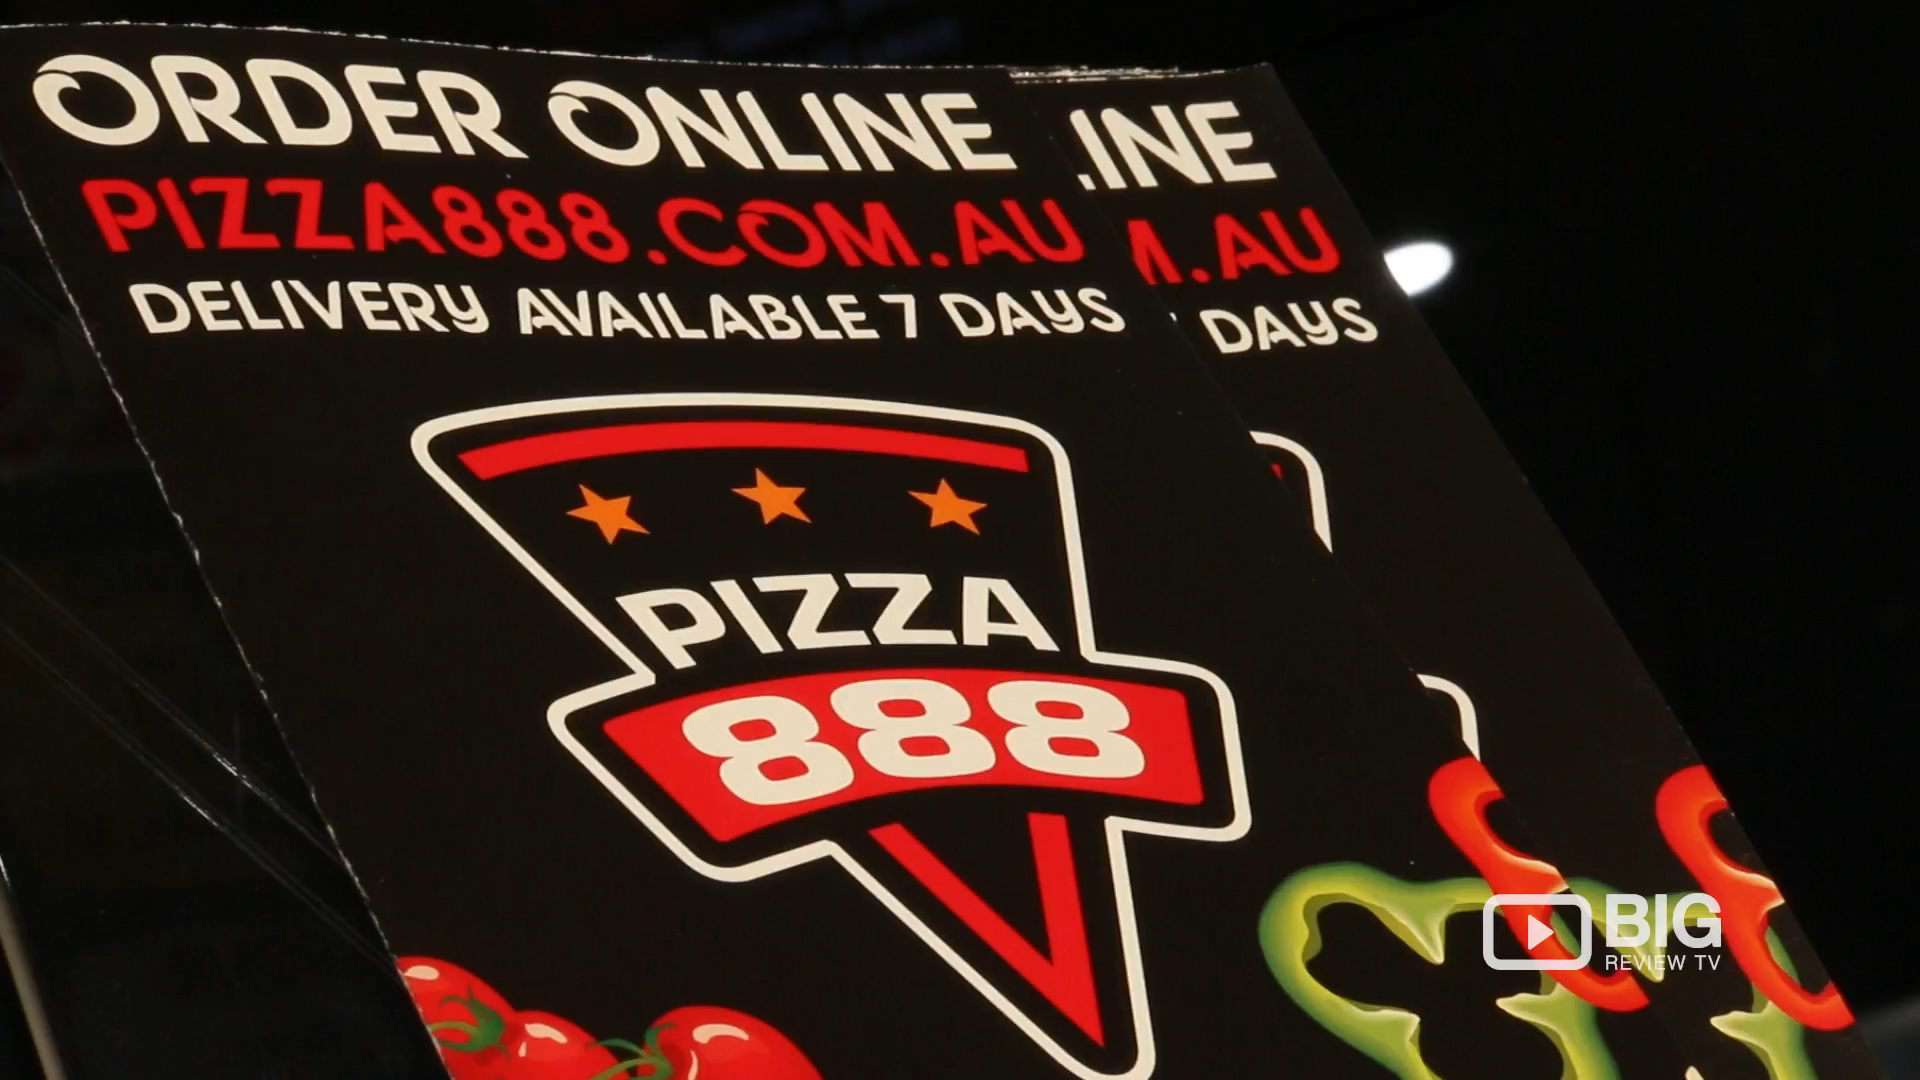 ORDER ONLINE
PIZZA888.COM.AU
DELIVERY AVAILABLE 7 DAYS
.INE
M.AU
DAYS
PIZZA
888
BIG
REVIEW TV